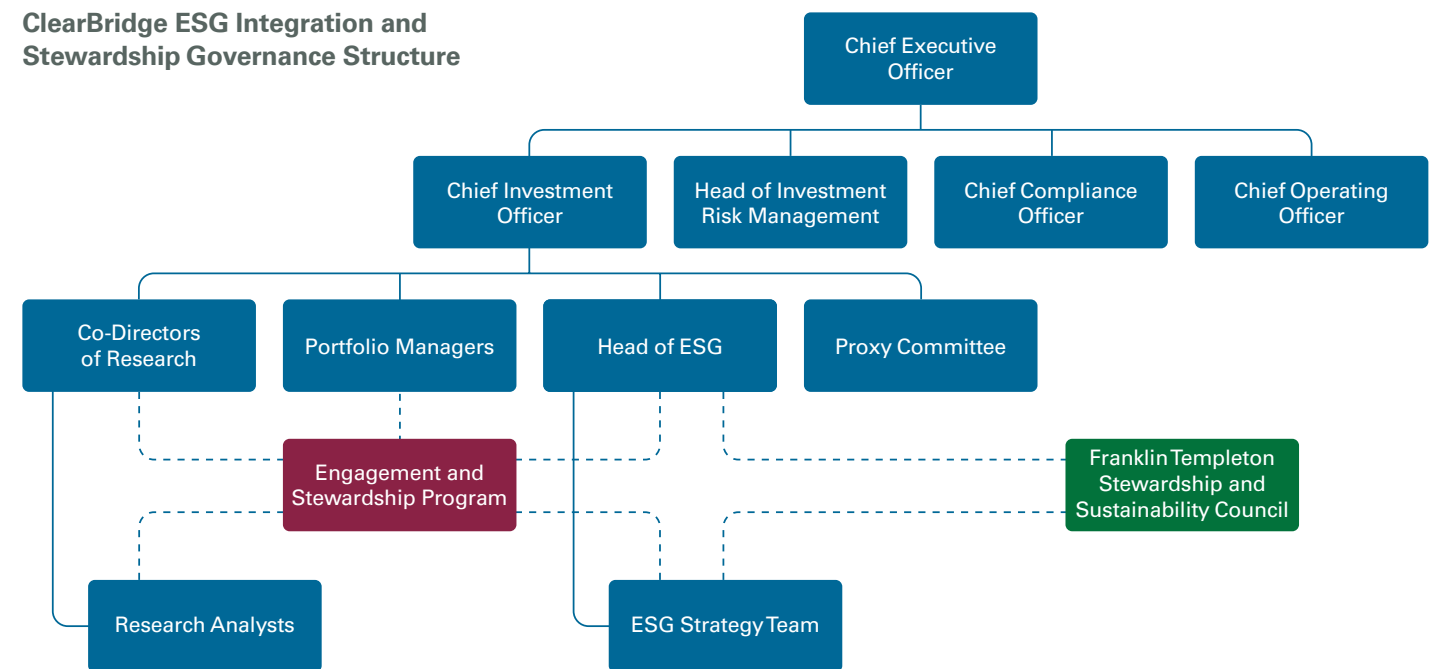 ClearBridge ESG Integration and
Stewardship Governance Structure
Chief Executive
Officer
Chief Investment
Officer
Head of Investment
Risk Management
Chief Compliance
Officer
Chief Operating
Officer
Co-Directors
of Research
Portfolio Managers
Head of ESG
Proxy Committee
Engagement and
Stewardship Program
Franklin Templeton
Stewardship and
Sustainability Council
Research Analysts
ESG Strategy Team